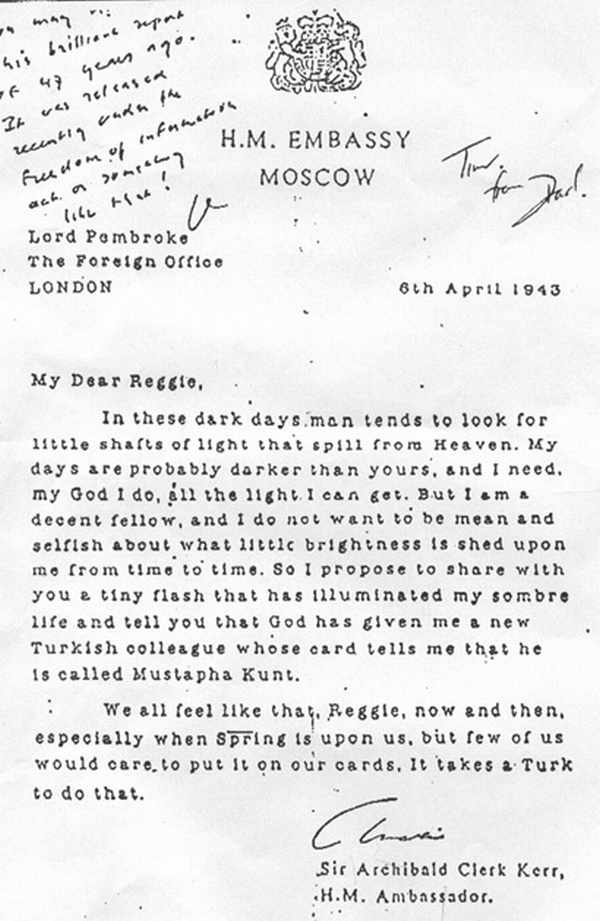 his brilliant report
of 47 years ago.
It was released
recently under the
freedom of information
act or something
like that!
H.M. EMBASSY
MOSCOW
Tim.
from Dad.
Lord Pembroke
The Foreign Office
LONDON
6th April 1943
My Dear Reggie,
In these dark days man tends to look for
little shafts of light that spill from Heaven. My
days are probably darker than yours, and I need,
my God I do, all the light I can get. But I am a
decent fellow, and I do not want to be mean and
selfish about what little brightness is shed upon
me from time to time. So I propose to share with
you a tiny flash that has illuminated my sombre
life and tell you that God has given me a new
Turkish colleague whose card tells me that he
is called Mustapha Kunt.
We all feel like that, Reggie, now and then,
especially when Spring is upon us, but few of us
would care to put it on our cards. It takes a Turk
to do that.
Sir Archibald Clerk Kerr,
H.M. Ambassador.